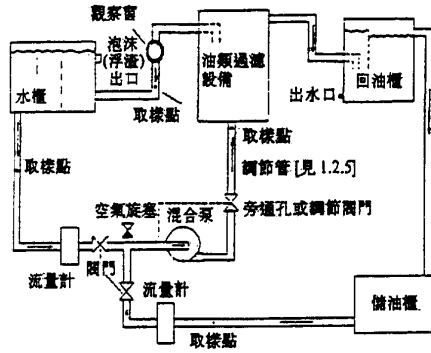 觀察窗
泡沫
(浮渣)
出口
水櫃
取樣點
油類過濾
設備
回油櫃
出水口
取樣點
調節管 [見 1.2.5]
取樣點
空氣旋塞
混合泵
旁通孔或調節閥門
流量計
閥門
流量計
取樣點
儲油櫃